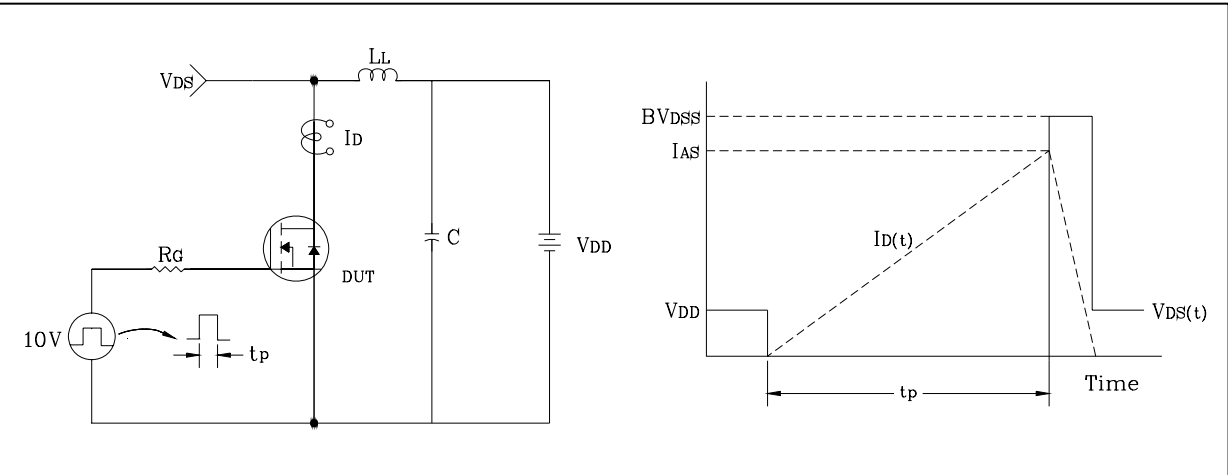 LL
VDS
ID
RG
C
VDD
DUT
10V
tp
BVDSS
IAS
ID(t)
VDD
VDS(t)
Time
tp